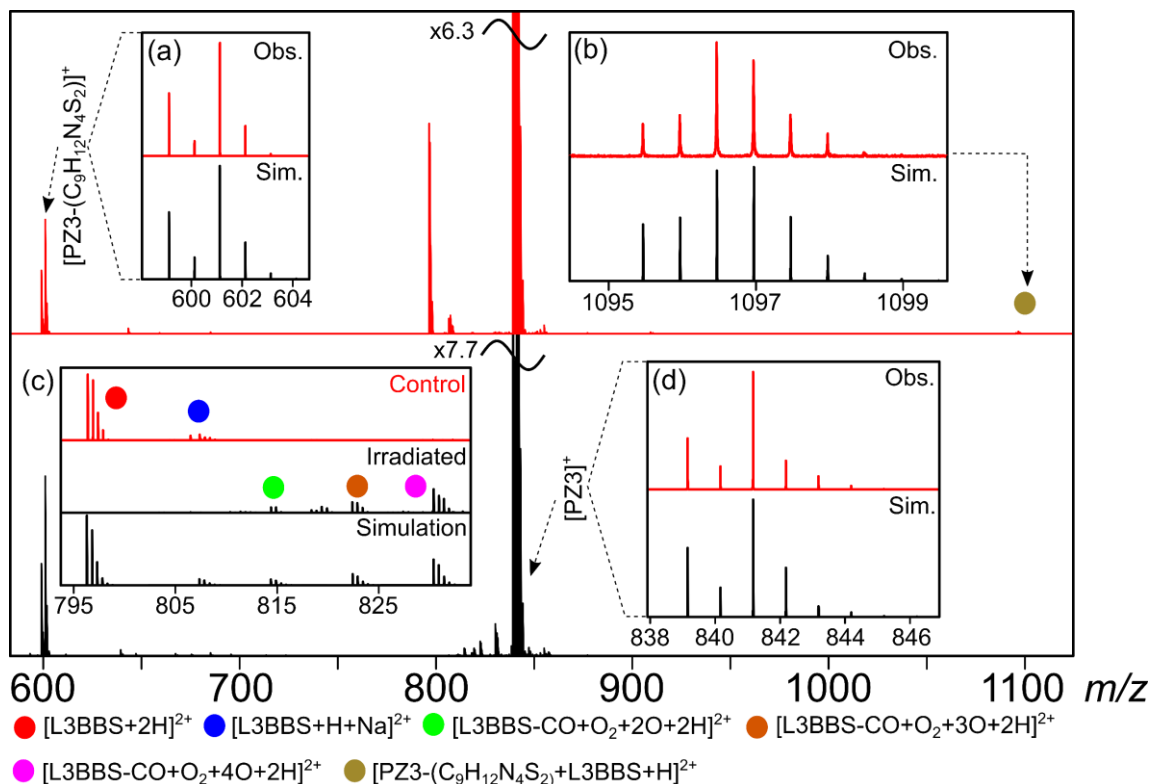 x6.3
(a)
Obs.
Sim.
600 602 604
[PZ3-(C₉H₁₂N₄S₂)]⁺
(b)
Obs.
Sim.
1095 1097 1099
x7.7
(c)
Control
Irradiated
Simulation
795 805 815 825
[PZ3]⁺
(d)
Obs.
Sim.
838 840 842 844 846
600 700 800 900 1000 1100 m/z
[L3BBS+2H]²⁺ [L3BBS+H+Na]²⁺ [L3BBS-CO+O₂+2O+2H]²⁺ [L3BBS-CO+O₂+3O+2H]²⁺
[L3BBS-CO+O₂+4O+2H]²⁺ [PZ3-(C₉H₁₂N₄S₂)+L3BBS+H]²⁺